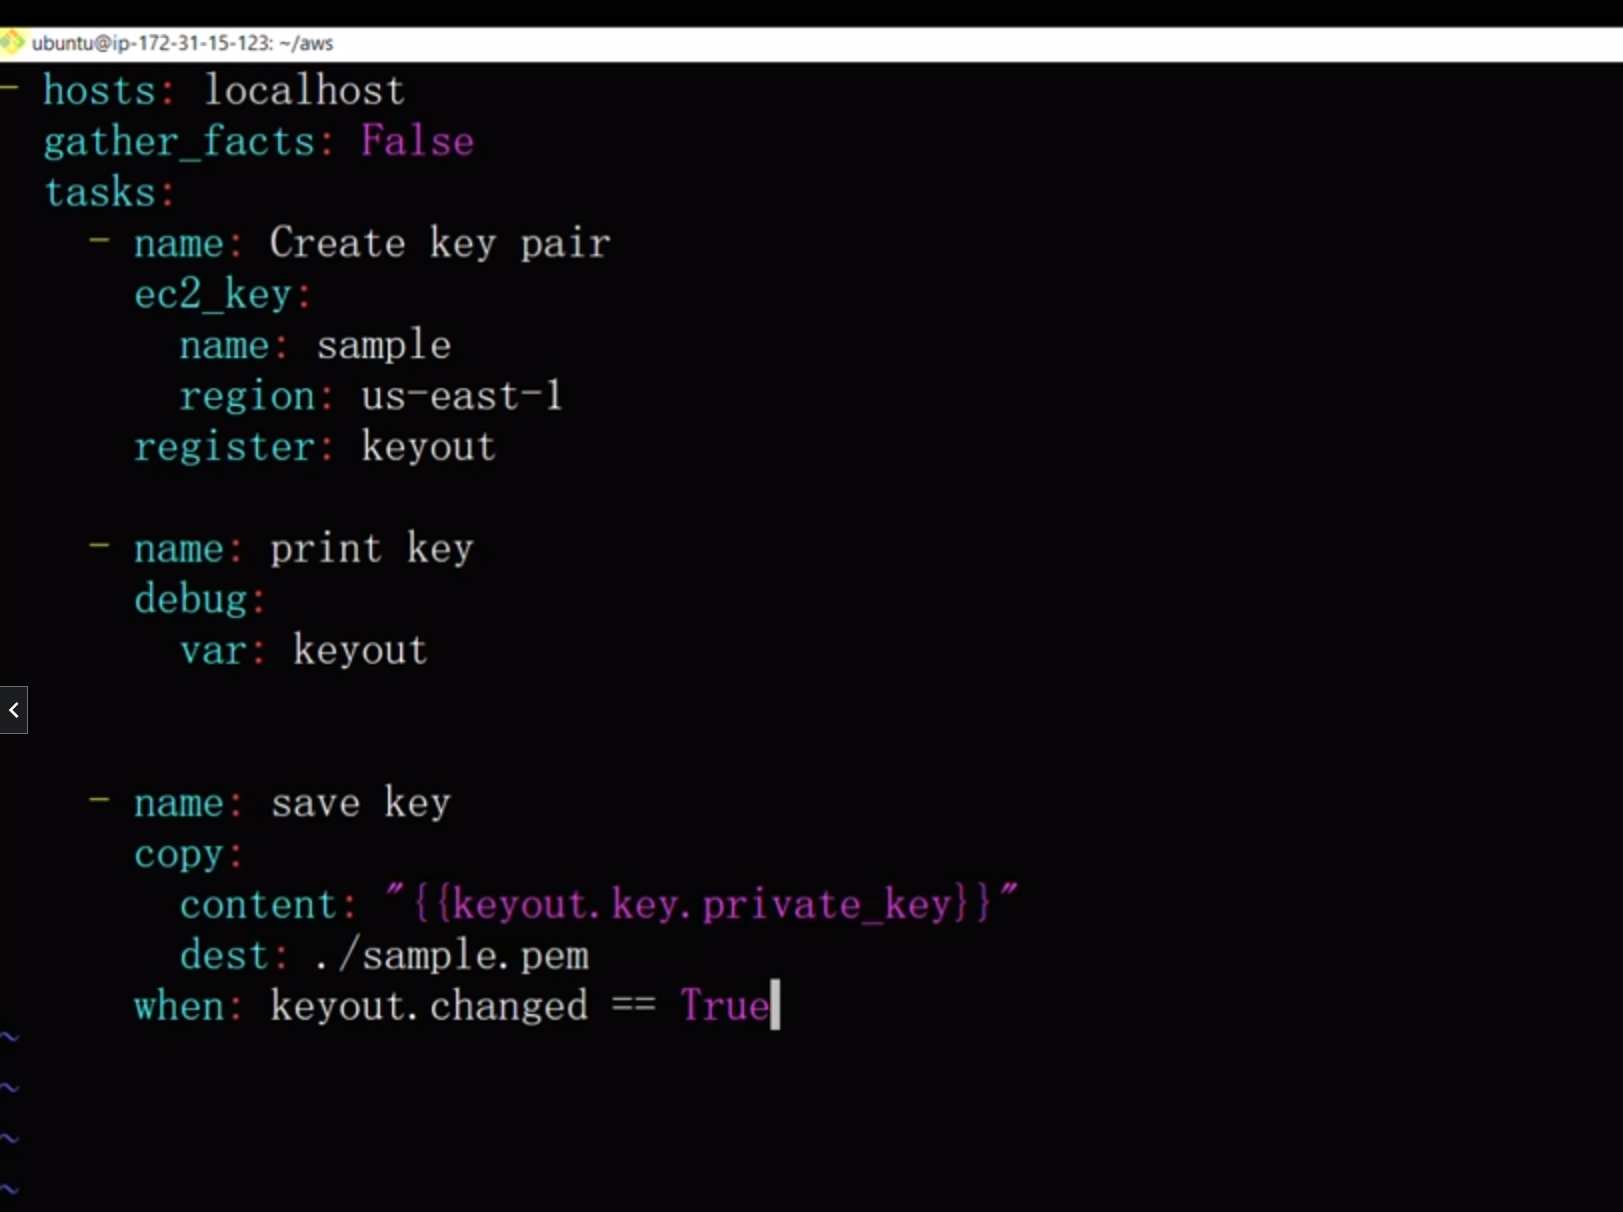 ubuntu@ip-172-31-15-123: ~/aws
- hosts: localhost
  gather_facts: False
  tasks:
    - name: Create key pair
      ec2_key:
        name: sample
        region: us-east-1
      register: keyout

    - name: print key
      debug:
        var: keyout

    - name: save key
      copy:
        content: "{{keyout.key.private_key}}"
        dest: ./sample.pem
      when: keyout.changed == True
~
~
~
~